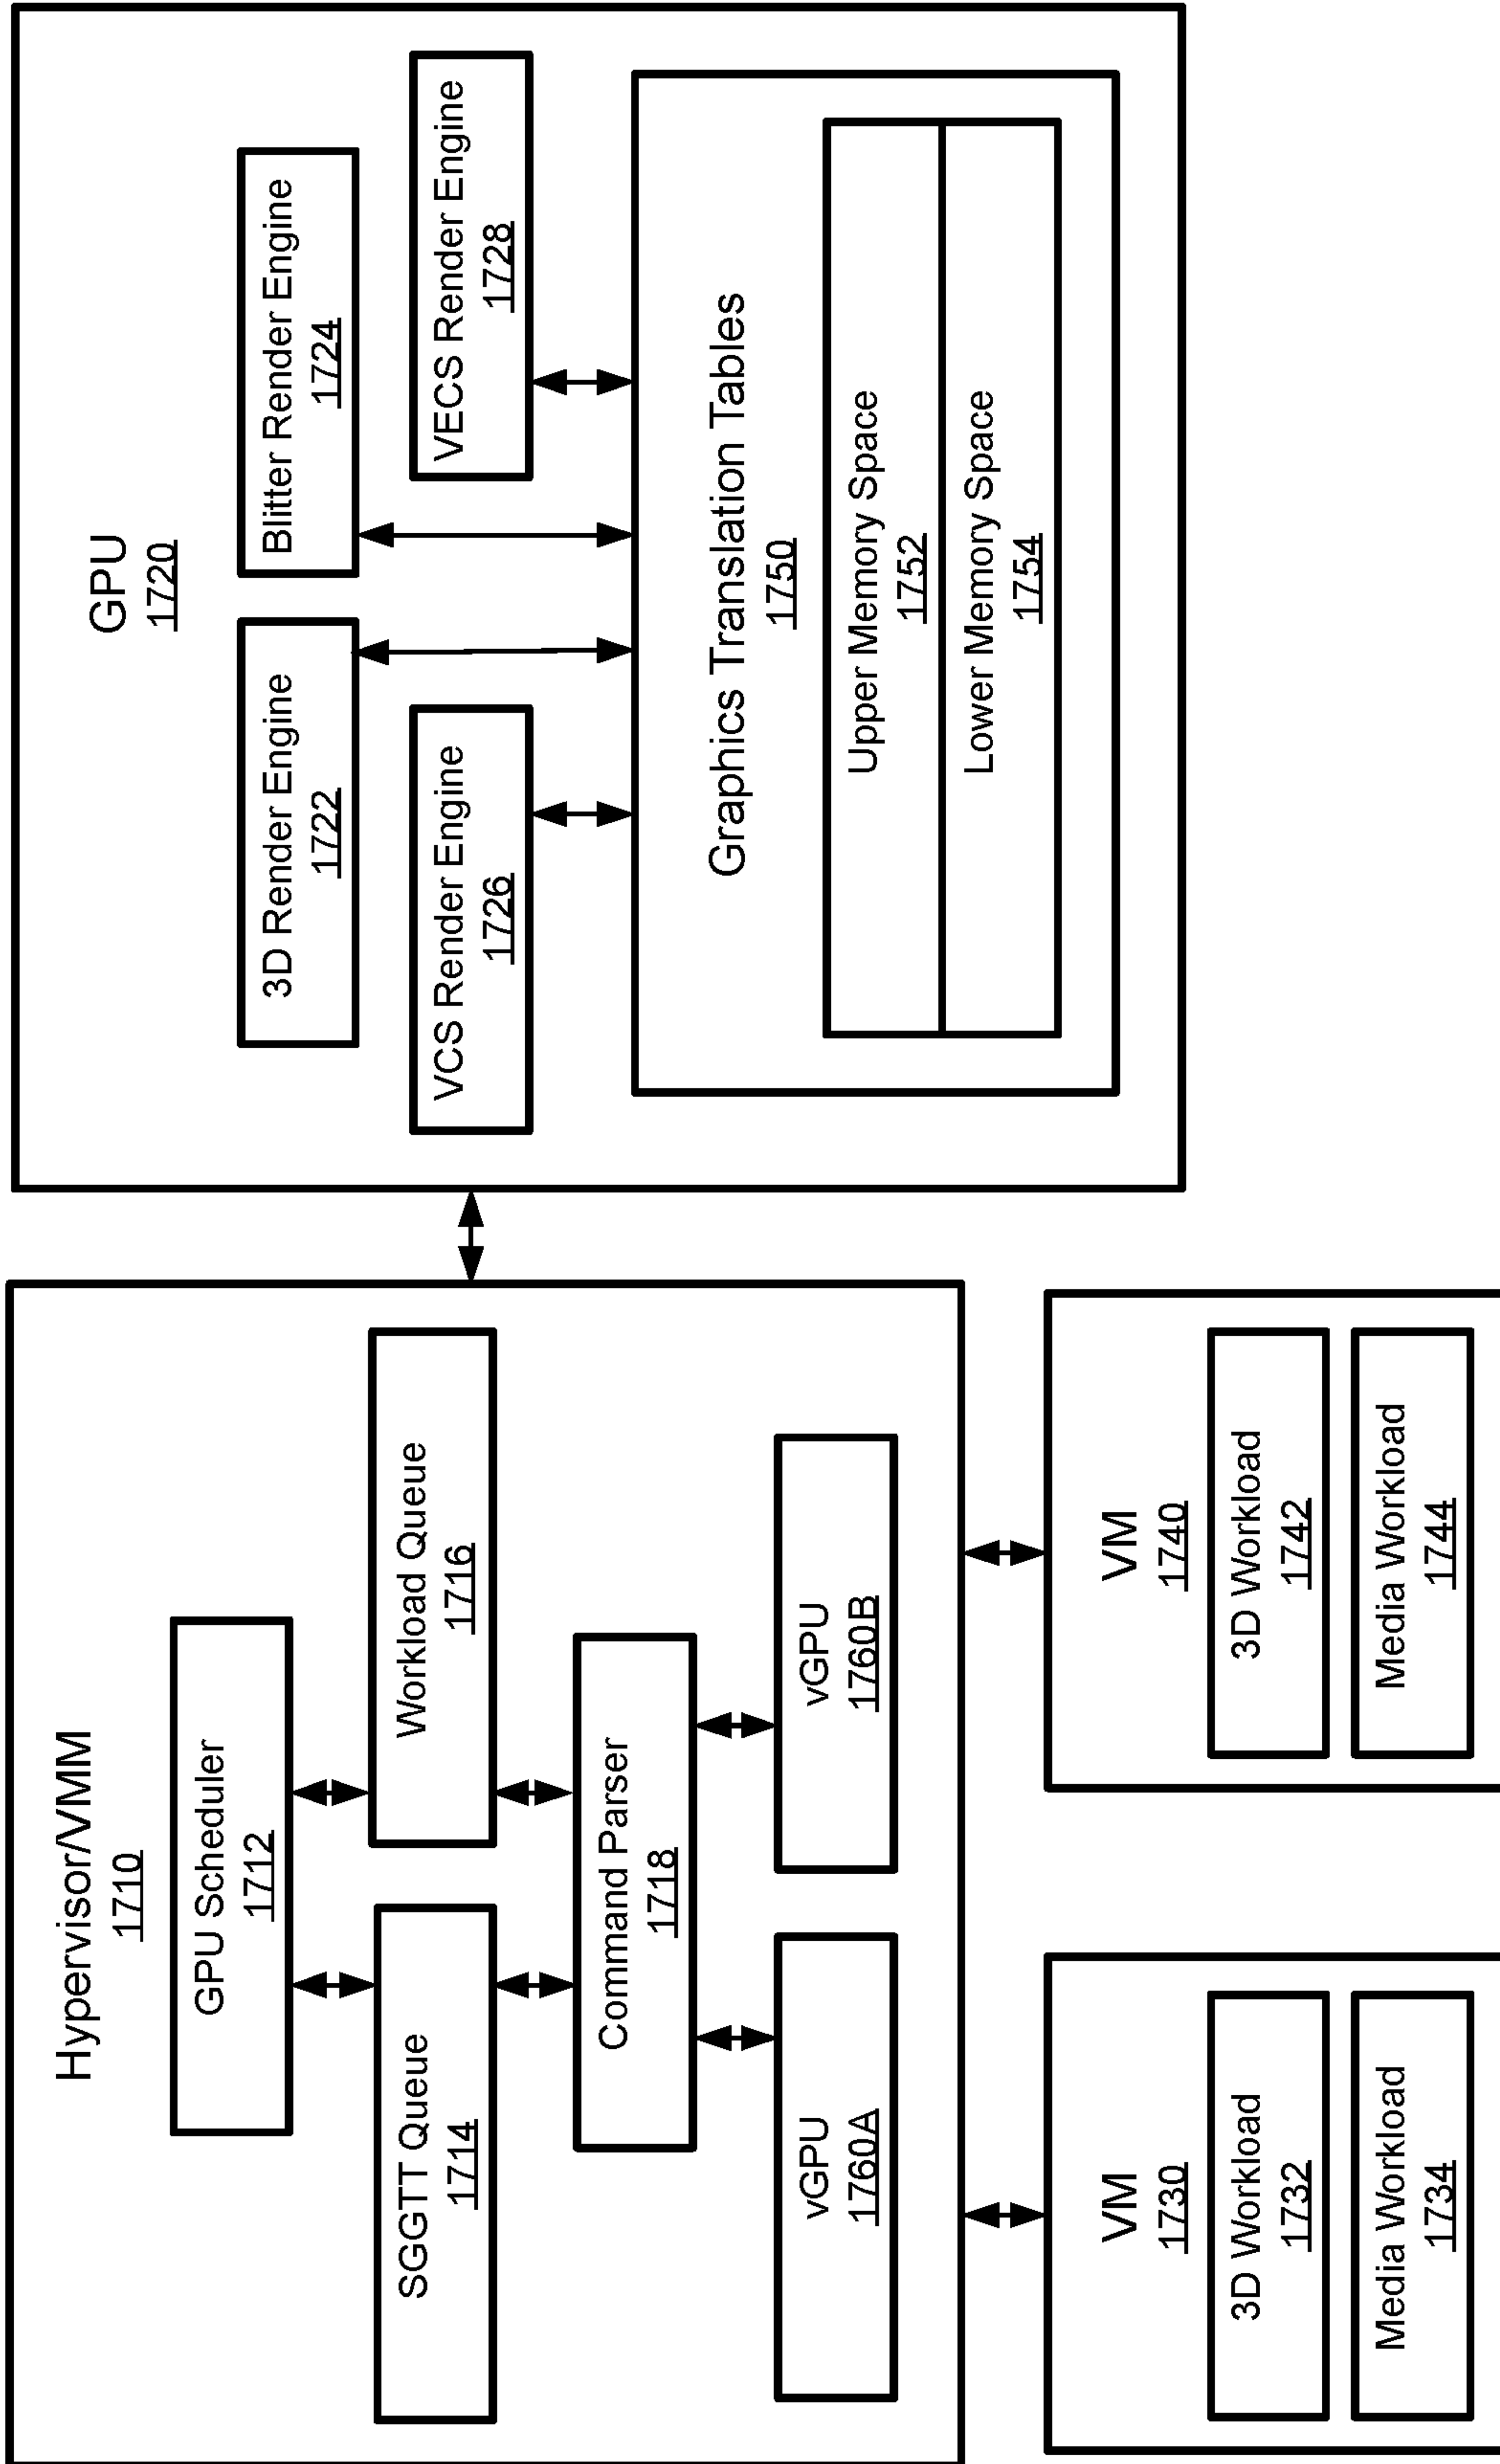 Hypervisor/VMM
1710
GPU Scheduler
1712
SGGTT Queue
1714
Workload Queue
1716
Command Parser
1718
vGPU
1760A
vGPU
1760B
VM
1730
3D Workload
1732
Media Workload
1734
VM
1740
3D Workload
1742
Media Workload
1744
GPU
1720
3D Render Engine
1722
Blitter Render Engine
1724
VCS Render Engine
1726
VECS Render Engine
1728
Graphics Translation Tables
1750
Upper Memory Space
1752
Lower Memory Space
1754